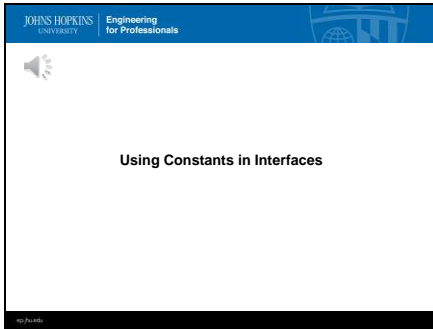 JOHNS HOPKINS
UNIVERSITY
Engineering
for Professionals
Using Constants in Interfaces
ep.jhu.edu